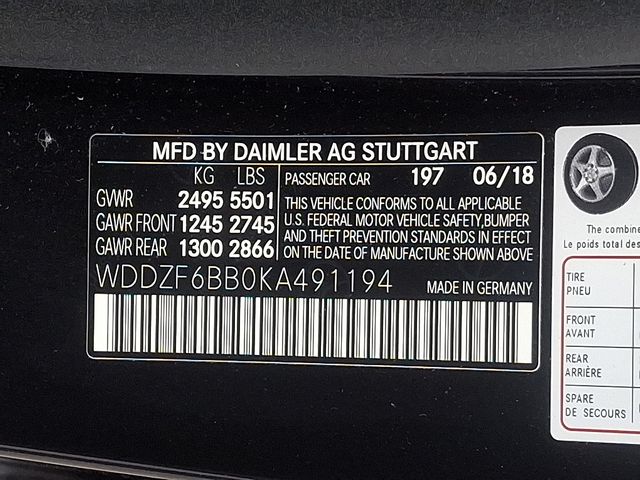 MFD BY DAIMLER AG STUTTGART
KG LBS
GVWR 2495 5501
GAWR FRONT 1245 2745
GAWR REAR 1300 2866
PASSENGER CAR 197 06/18
THIS VEHICLE CONFORMS TO ALL APPLICABLE
U.S. FEDERAL MOTOR VEHICLE SAFETY,BUMPER
AND THEFT PREVENTION STANDARDS IN EFFECT
ON THE DATE OF MANUFACTURE SHOWN ABOVE
WDDZF6BB0KA491194 MADE IN GERMANY
The combine
Le poids total des
TIRE
PNEU
FRONT
AVANT
REAR
ARRIÈRE
SPARE
DE SECOURS